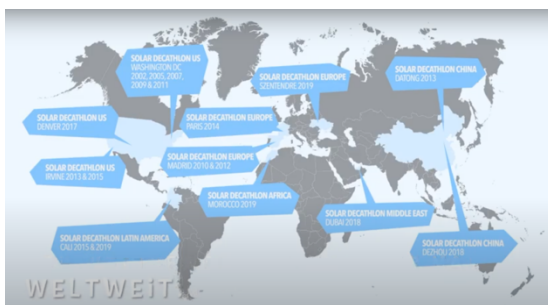 SOLAR DECATHLON US
WASHINGTON DC
2002, 2005, 2007,
2009 & 2011
SOLAR DECATHLON EUROPE
SZENTENDRE 2019
SOLAR DECATHLON CHINA
DATONG 2013
SOLAR DECATHLON US
DENVER 2017
SOLAR DECATHLON EUROPE
PARIS 2014
SOLAR DECATHLON EUROPE
MADRID 2010 & 2012
SOLAR DECATHLON US
IRVINE 2013 & 2015
SOLAR DECATHLON AFRICA
MOROCCO 2019
SOLAR DECATHLON MIDDLE EAST
DUBAI 2018
SOLAR DECATHLON LATIN AMERICA
CALI 2015 & 2019
SOLAR DECATHLON CHINA
DEZHOU 2018
WELTWEiT